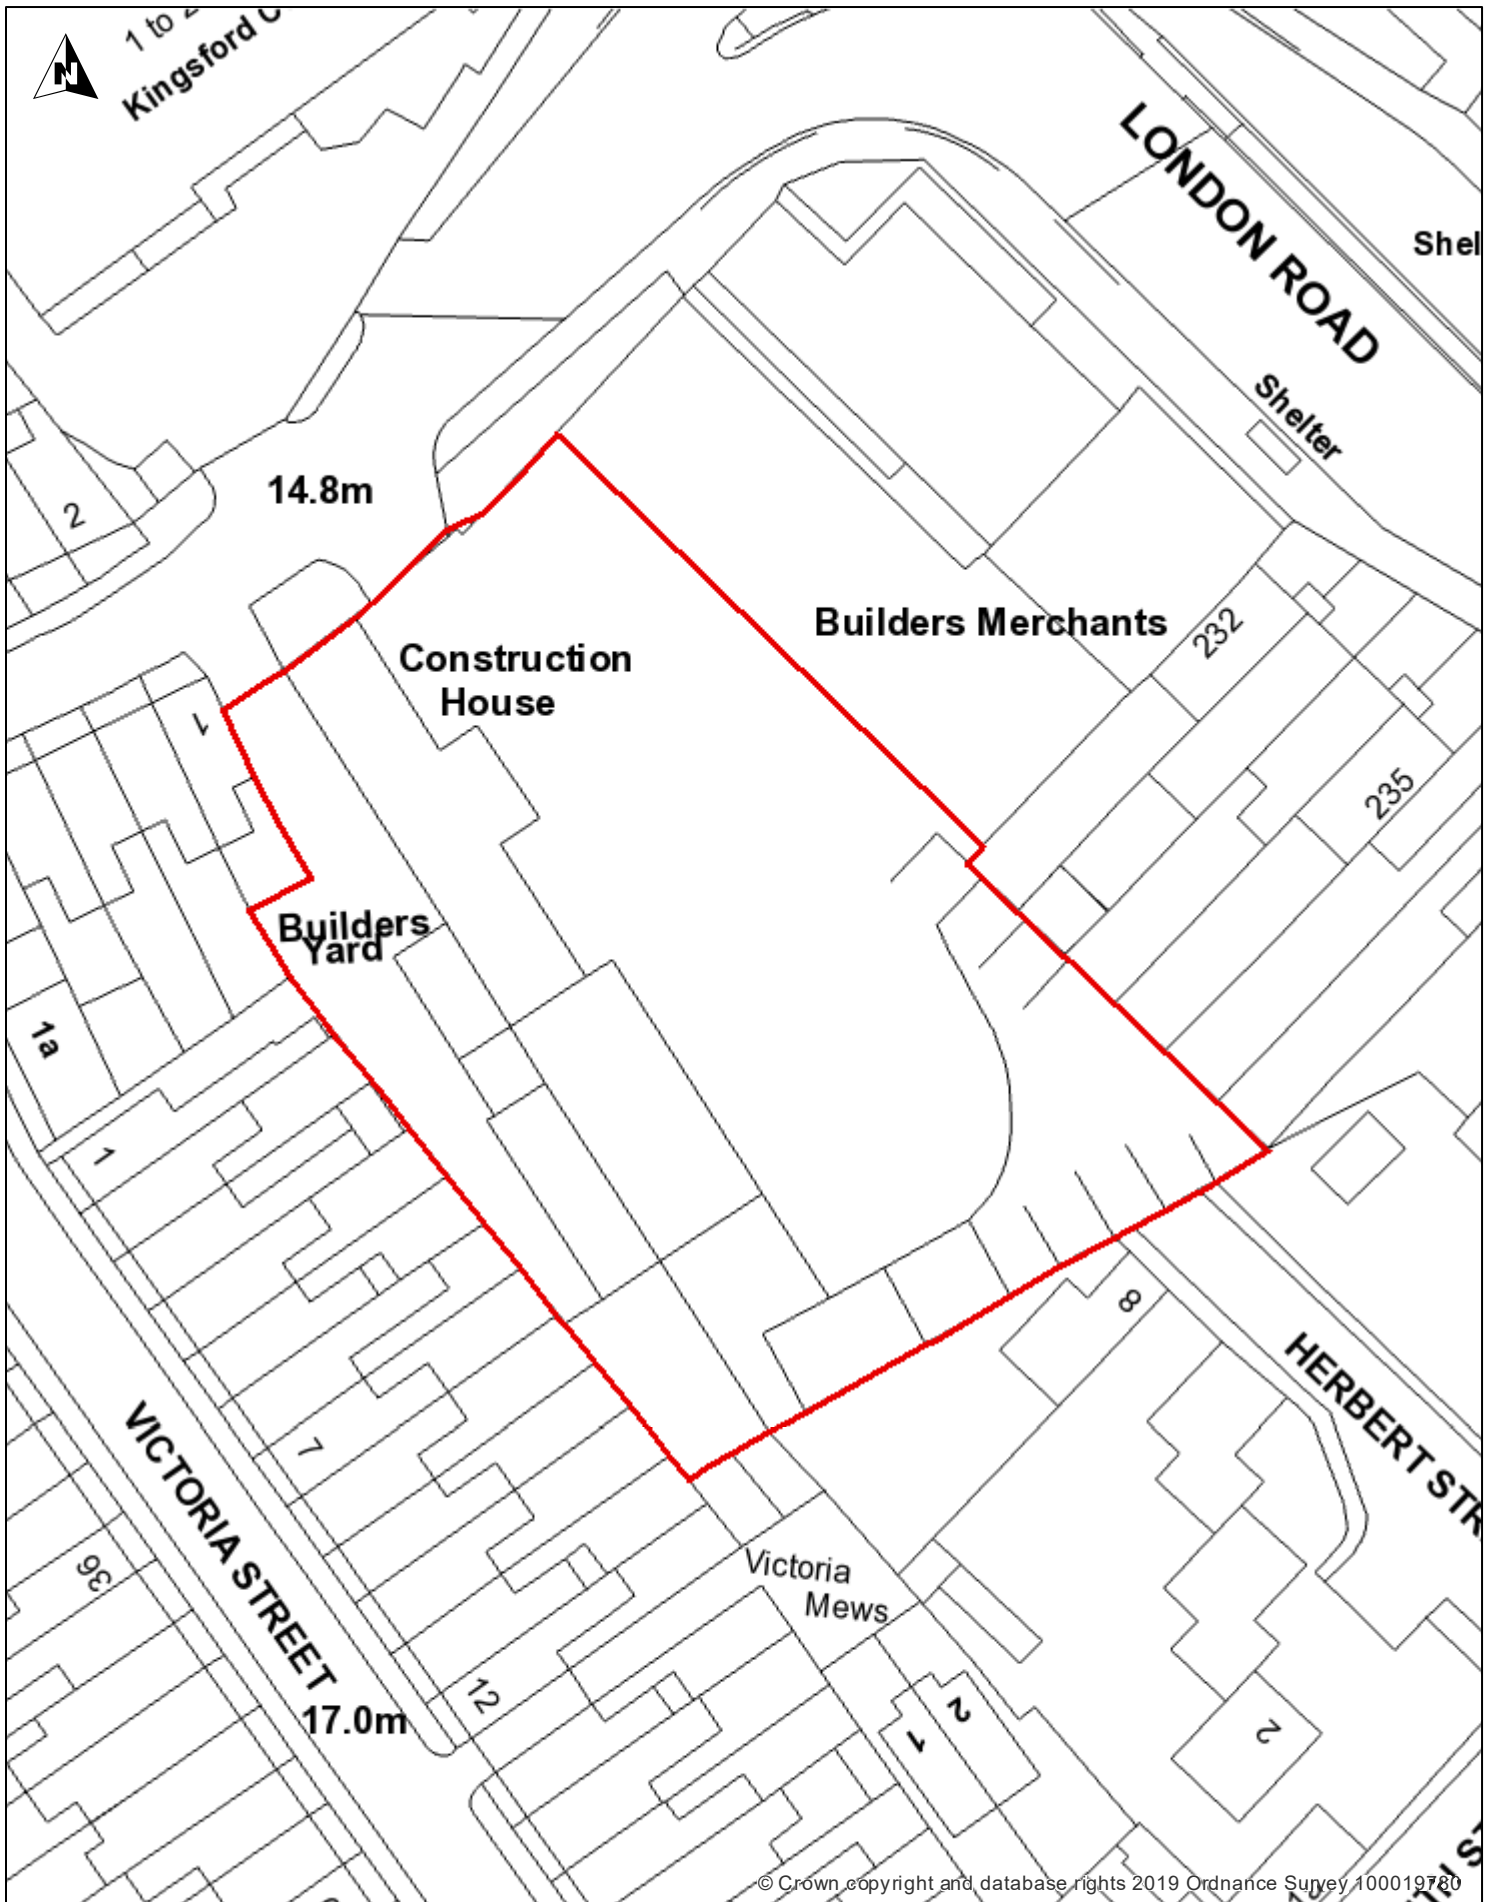 1 to
Kingsford
N
LONDON ROAD
Shel
Shelter
14.8m
2
Builders Merchants
232
Construction
House
1
235
Builders
Yard
1a
1
8
HERBERT STR
7
VICTORIA STREET
36
Victoria
Mews
12
17.0m
2
1
2
© Crown copyright and database rights 2019 Ordnance Survey 100019780